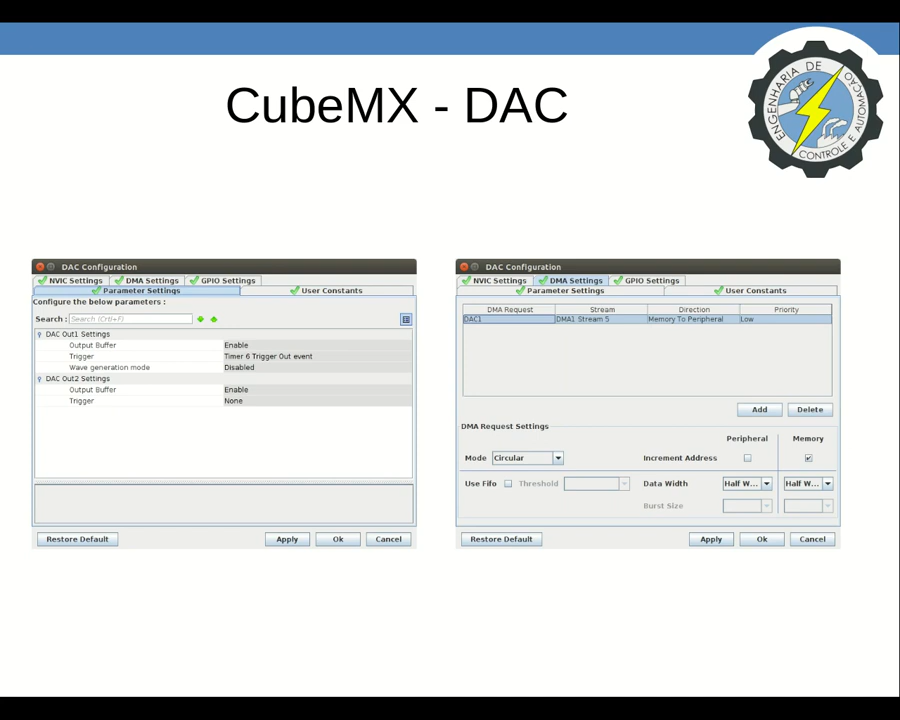 CubeMX - DAC
ENGENHARIA DE
CONTROLE E AUTOMAÇÃO
DAC Configuration
NVIC Settings DMA Settings GPIO Settings
Parameter Settings User Constants
Configure the below parameters :
Search : Search (Crtl+F)
DAC Out1 Settings
Output Buffer Enable
Trigger Timer 6 Trigger Out event
Wave generation mode Disabled
DAC Out2 Settings
Output Buffer Enable
Trigger None
Restore Default Apply Ok Cancel
DAC Configuration
NVIC Settings DMA Settings GPIO Settings
Parameter Settings User Constants
DMA Request Stream Direction Priority
DAC1 DMA1 Stream 5 Memory To Peripheral Low
Add Delete
DMA Request Settings
Peripheral Memory
Mode Circular Increment Address
Use Fifo Threshold Data Width Half W... Half W...
Burst Size
Restore Default Apply Ok Cancel